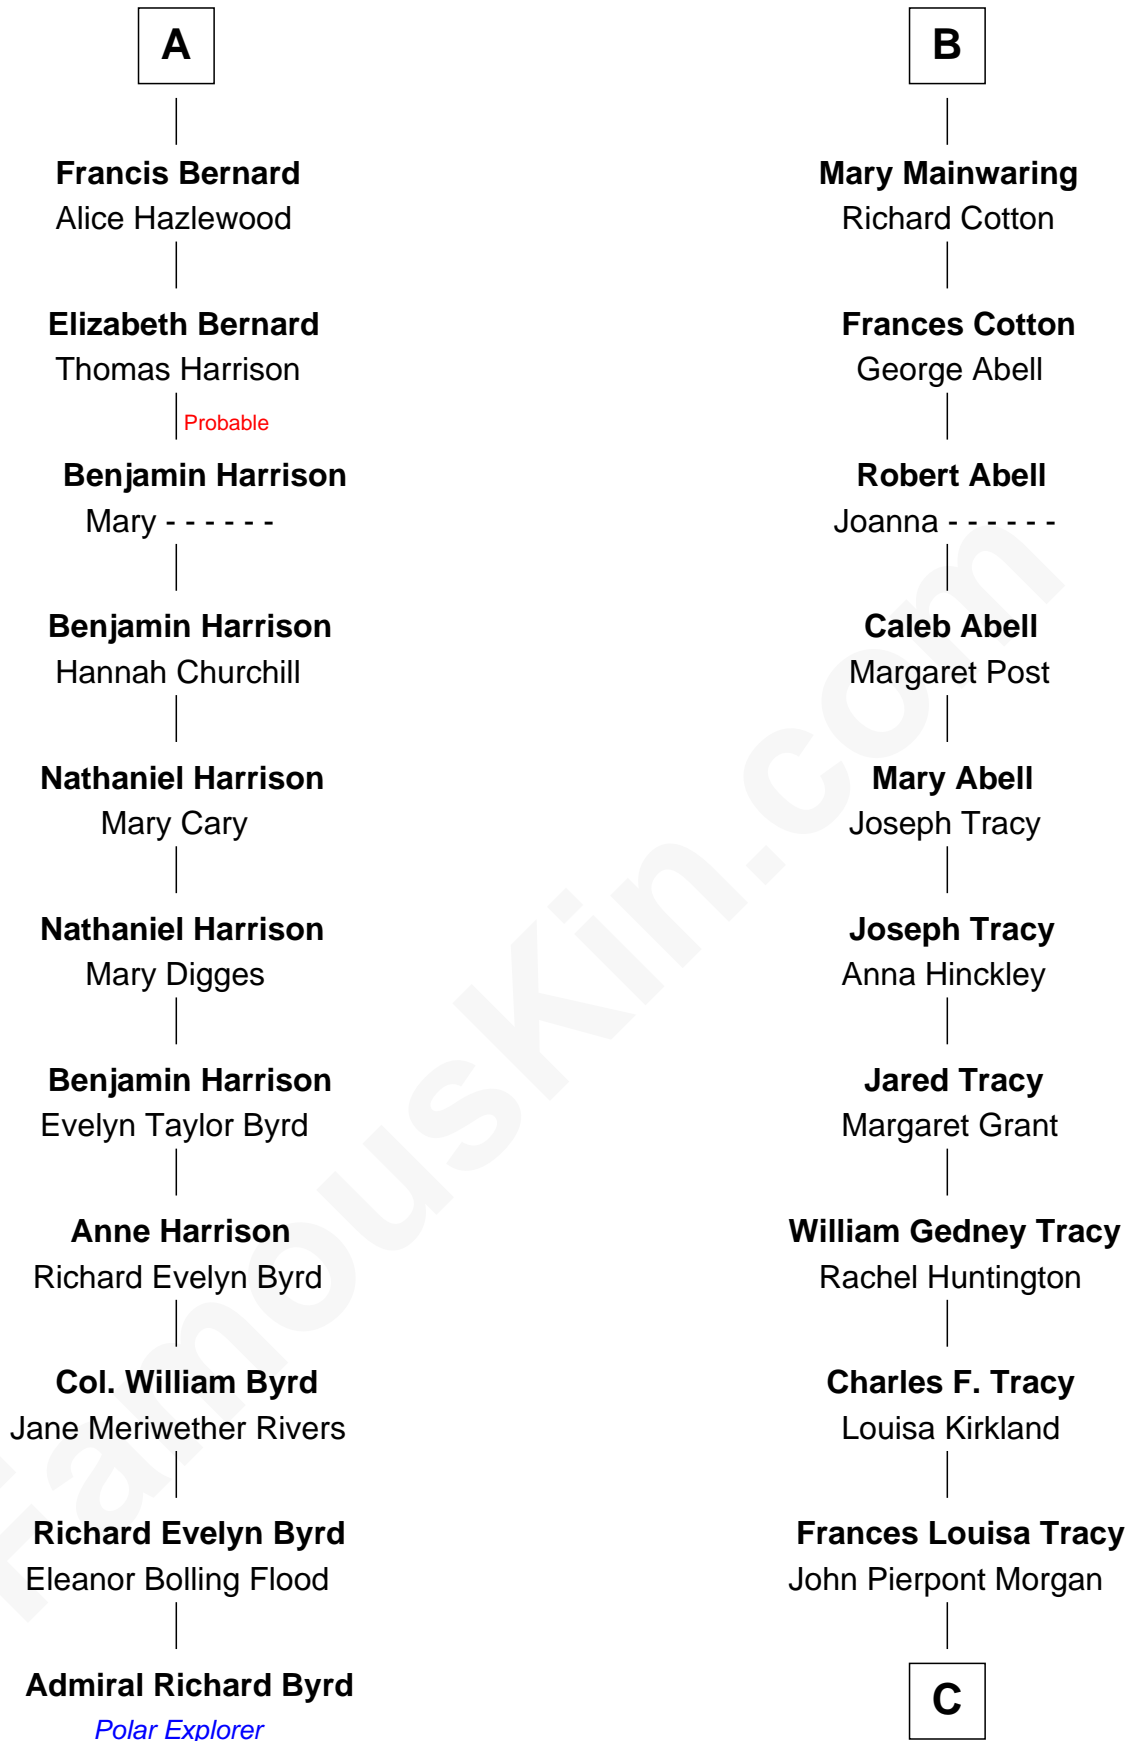 A
Francis Bernard
Alice Hazlewood
Elizabeth Bernard
Thomas Harrison
Probable
Benjamin Harrison
Mary - - - - - -
Benjamin Harrison
Hannah Churchill
Nathaniel Harrison
Mary Cary
Nathaniel Harrison
Mary Digges
Benjamin Harrison
Evelyn Taylor Byrd
Anne Harrison
Richard Evelyn Byrd
Col. William Byrd
Jane Meriwether Rivers
Richard Evelyn Byrd
Eleanor Bolling Flood
Admiral Richard Byrd
Polar Explorer
B
Mary Mainwaring
Richard Cotton
Frances Cotton
George Abell
Robert Abell
Joanna - - - - - -
Caleb Abell
Margaret Post
Mary Abell
Joseph Tracy
Joseph Tracy
Anna Hinckley
Jared Tracy
Margaret Grant
William Gedney Tracy
Rachel Huntington
Charles F. Tracy
Louisa Kirkland
Frances Louisa Tracy
John Pierpont Morgan
C
FamousKin.com